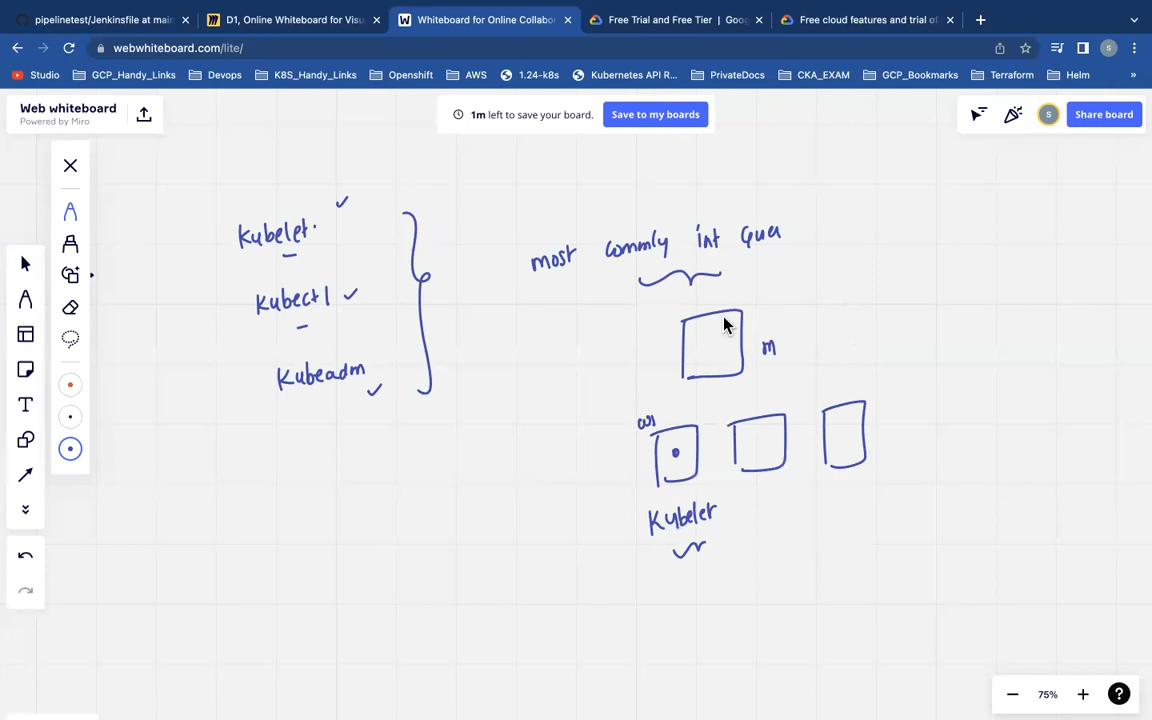 pipelinetest/Jenkinsfile at mai
D1, Online Whiteboard for Visu
Whiteboard for Online Collabo
Free Trial and Free Tier | Goog
Free cloud features and trial of
webwhiteboard.com/lite/
S
Studio
GCP_Handy_Links
Devops
K8S_Handy_Links
Openshift
AWS
1.24-k8s
Kubernetes API R...
PrivateDocs
CKA_EXAM
GCP_Bookmarks
Terraform
Helm
»
Web whiteboard
Powered by Miro
1m left to save your board.
Save to my boards
S
Share board
Kubelet.
Kubectl
Kubeadm
most commly int Que
m
Kubelet
75%